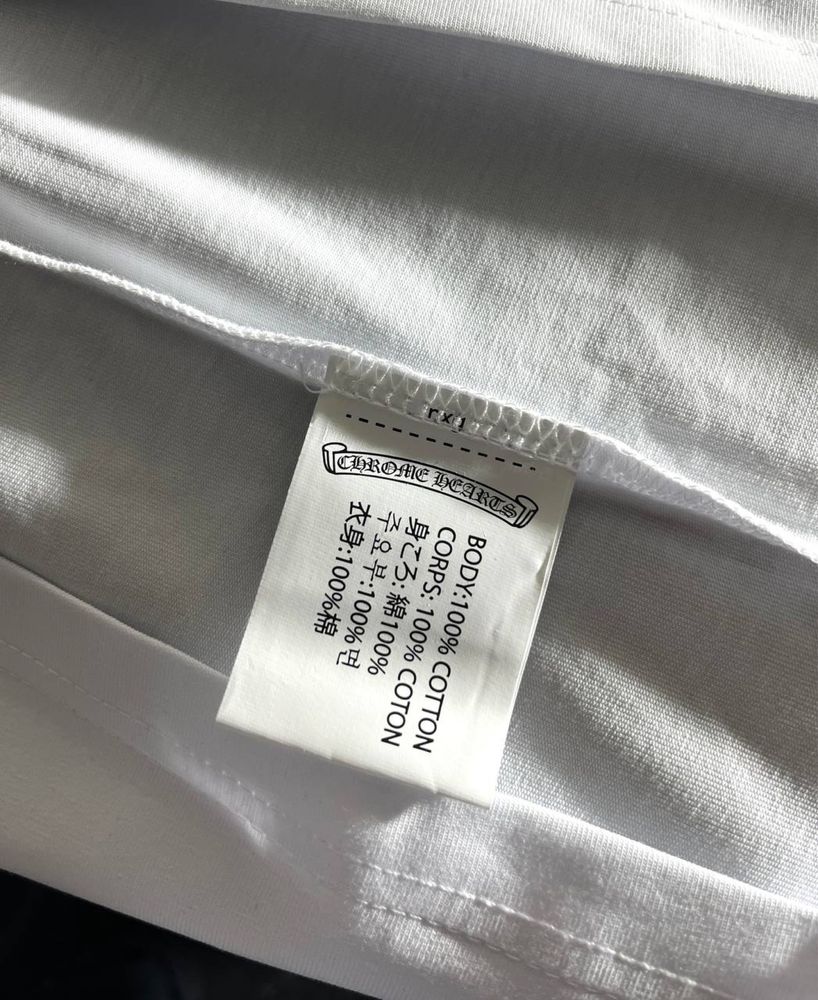 CHROME HEARTS
BODY:100% COTTON
CORPS: 100% COTON
身ごろ: 綿100%
주 요 부 :100% 면
衣身:100%棉